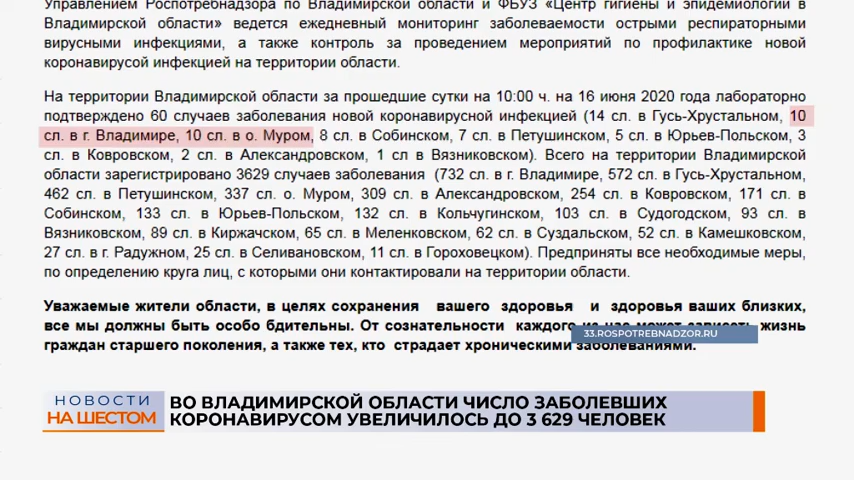 Управлением Роспотребнадзора по Владимирской области и ФБУЗ «Центр гигиены и эпидемиологии в
Владимирской области» ведется ежедневный мониторинг заболеваемости острыми респираторными
вирусными инфекциями, а также контроль за проведением мероприятий по профилактике новой
коронавирусой инфекцией на территории области.
На территории Владимирской области за прошедшие сутки на 10:00 ч. на 16 июня 2020 года лабораторно
подтверждено 60 случаев заболевания новой коронавирусной инфекцией (14 сл. в Гусь-Хрустальном, 10
сл. в г. Владимире, 10 сл. в о. Муром, 8 сл. в Собинском, 7 сл. в Петушинском, 5 сл. в Юрьев-Польском, 3
сл. в Ковровском, 2 сл. в Александровском, 1 сл в Вязниковском). Всего на территории Владимирской
области зарегистрировано 3629 случаев заболевания (732 сл. в г. Владимире, 572 сл. в Гусь-Хрустальном,
462 сл. в Петушинском, 337 сл. о. Муром, 309 сл. в Александровском, 254 сл. в Ковровском, 171 сл. в
Собинском, 133 сл. в Юрьев-Польском, 132 сл. в Кольчугинском, 103 сл. в Судогодском, 93 сл. в
Вязниковском, 89 сл. в Киржачском, 65 сл. в Меленковском, 62 сл. в Суздальском, 52 сл. в Камешковском,
27 сл. в г. Радужном, 25 сл. в Селивановском, 11 сл. в Гороховецком). Предприняты все необходимые меры,
по определению круга лиц, с которыми они контактировали на территории области.
Уважаемые жители области, в целях сохранения вашего здоровья и здоровья ваших близких,
все мы должны быть особо бдительны. От сознательности каждого из нас может зависеть жизнь
33.ROSPOTREBNADZOR.RU
граждан старшего поколения, а также тех, кто страдает хроническими заболеваниями.
НОВОСТИ
НА ШЕСТОМ
ВО ВЛАДИМИРСКОЙ ОБЛАСТИ ЧИСЛО ЗАБОЛЕВШИХ
КОРОНАВИРУСОМ УВЕЛИЧИЛОСЬ ДО 3 629 ЧЕЛОВЕК